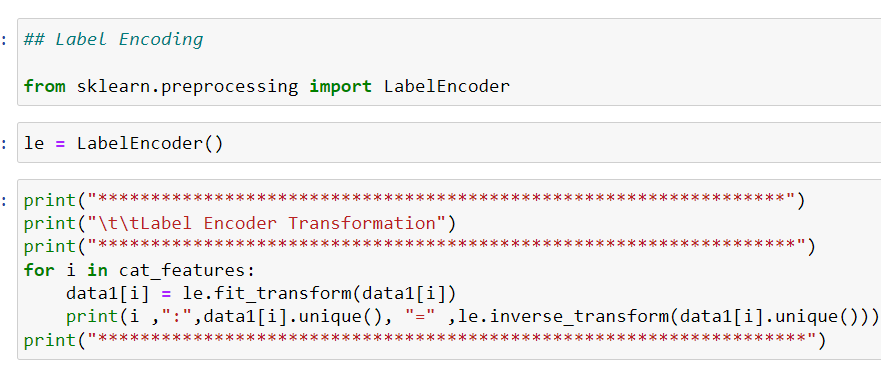 : ## Label Encoding
from sklearn.preprocessing import LabelEncoder
: le = LabelEncoder()
: print("*****************************************************************")
print("\t\tLabel Encoder Transformation")
print("******************************************************************")
for i in cat_features:
    data1[i] = le.fit_transform(data1[i])
    print(i ,":",data1[i].unique(), "=" ,le.inverse_transform(data1[i].unique()))
print("*******************************************************************")